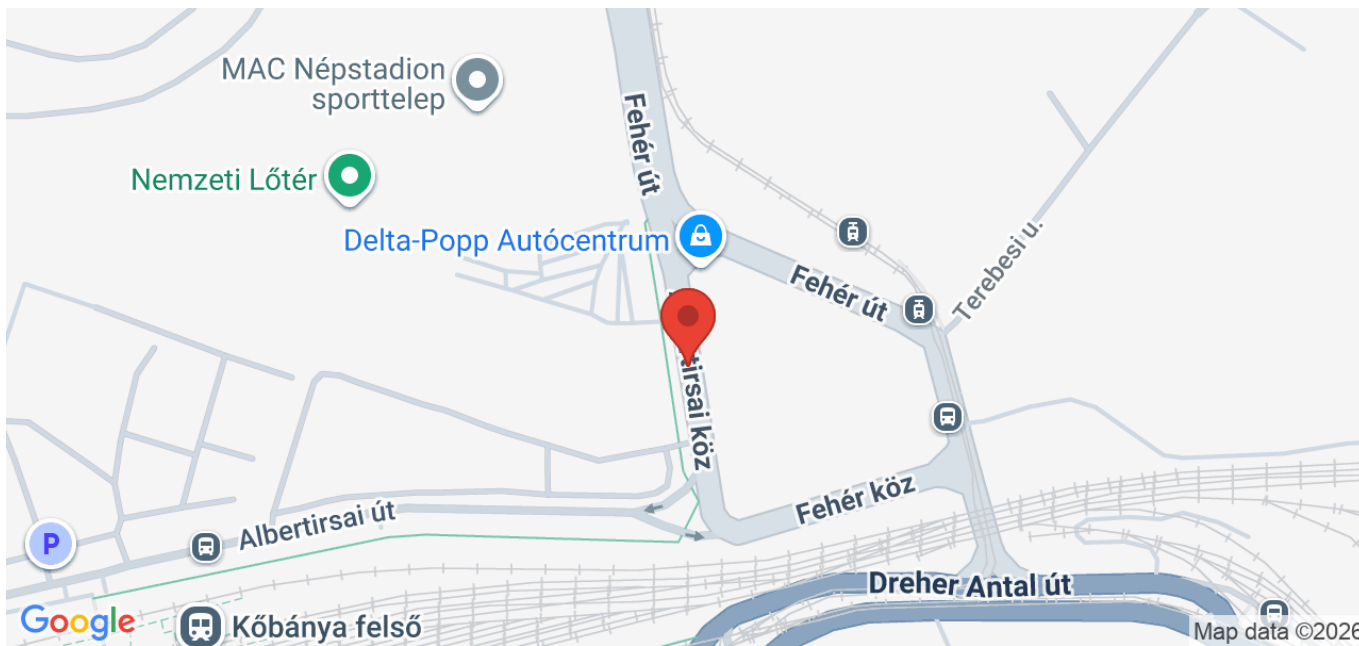 MAC Népstadion
sporttelep
Fehér út
Nemzeti Lőtér
Delta-Popp Autócentrum
Fehér út
Terebesi u.
tirsai köz
Fehér köz
Albertirsai út
P
Dreher Antal út
Google
Kőbánya felső
Map data ©2026